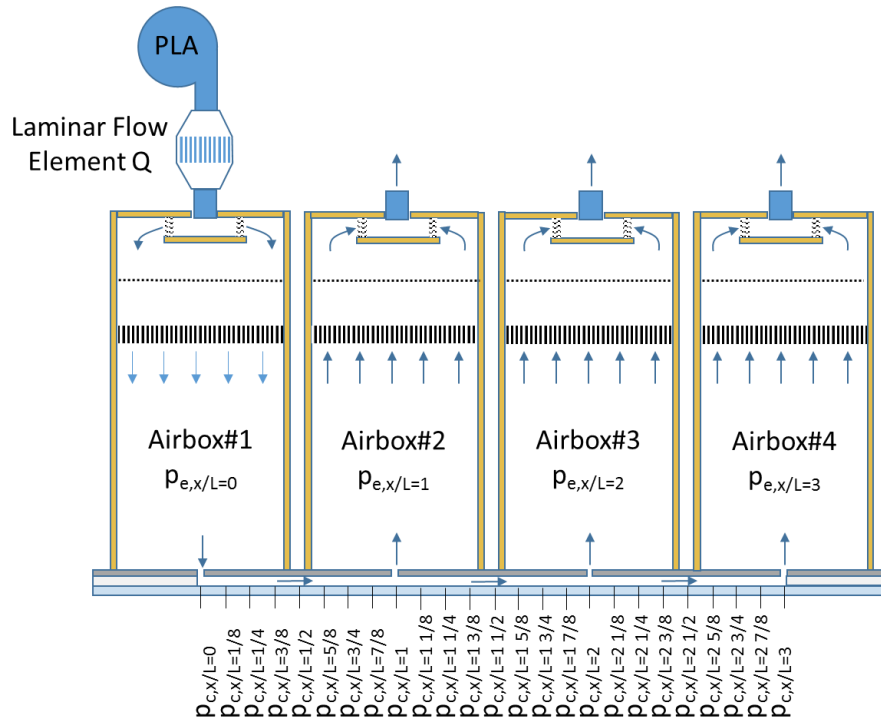 PLA
Laminar Flow
Element Q
Airbox#1
pe,x/L=0
Airbox#2
pe,x/L=1
Airbox#3
pe,x/L=2
Airbox#4
pe,x/L=3
pc,x/L=0
pc,x/L=1/8
pc,x/L=1/4
pc,x/L=3/8
pc,x/L=1/2
pc,x/L=5/8
pc,x/L=3/4
pc,x/L=7/8
pc,x/L=1
pc,x/L=1 1/8
pc,x/L=1 1/4
pc,x/L=1 3/8
pc,x/L=1 1/2
pc,x/L=1 5/8
pc,x/L=1 3/4
pc,x/L=1 7/8
pc,x/L=2
pc,x/L=2 1/8
pc,x/L=2 1/4
pc,x/L=2 3/8
pc,x/L=2 1/2
pc,x/L=2 5/8
pc,x/L=2 3/4
pc,x/L=2 7/8
pc,x/L=3